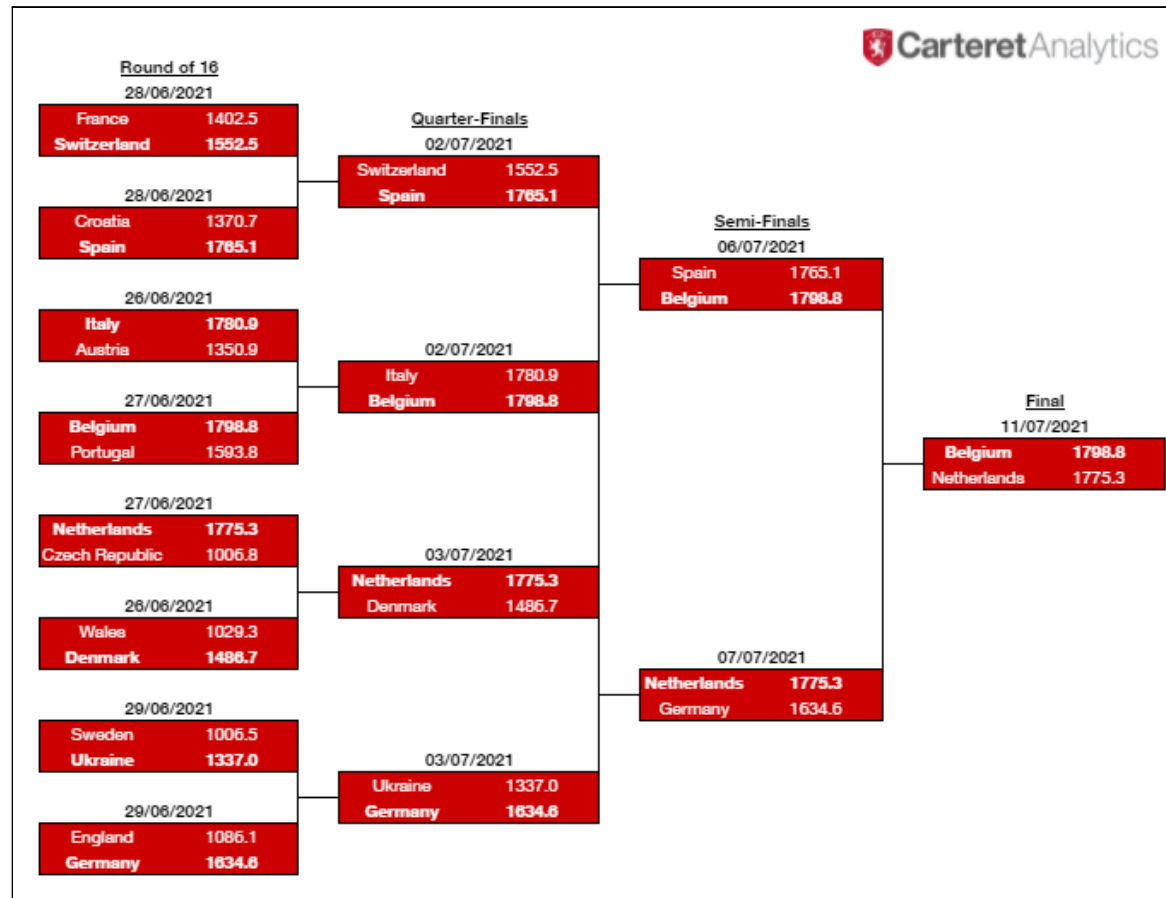 Carteret Analytics
Round of 16
28/06/2021
France 1402.5
Switzerland 1552.5
28/06/2021
Croatia 1370.7
Spain 1765.1
26/06/2021
Italy 1780.9
Austria 1350.9
27/06/2021
Belgium 1798.8
Portugal 1593.8
27/06/2021
Netherlands 1775.3
Czech Republic 1006.8
26/06/2021
Wales 1029.3
Denmark 1486.7
29/06/2021
Sweden 1006.5
Ukraine 1337.0
29/06/2021
England 1086.1
Germany 1634.6
Quarter-Finals
02/07/2021
Switzerland 1552.5
Spain 1765.1
02/07/2021
Italy 1780.9
Belgium 1798.8
03/07/2021
Netherlands 1775.3
Denmark 1486.7
03/07/2021
Ukraine 1337.0
Germany 1634.6
Semi-Finals
06/07/2021
Spain 1765.1
Belgium 1798.8
07/07/2021
Netherlands 1775.3
Germany 1634.6
Final
11/07/2021
Belgium 1798.8
Netherlands 1775.3